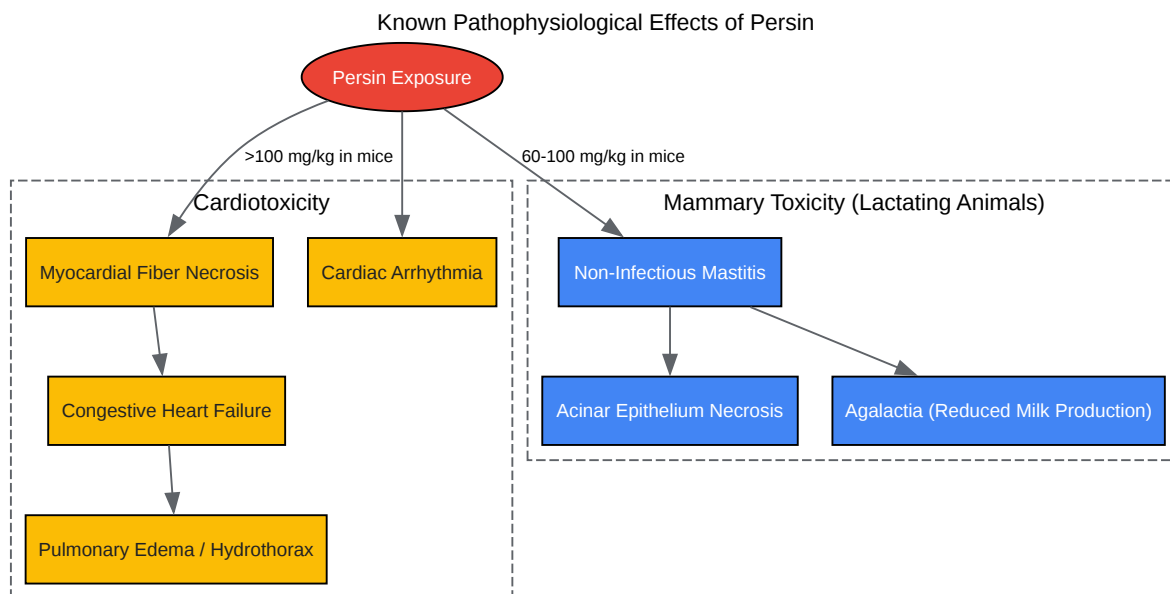 Known Pathophysiological Effects of Persin
Persin Exposure
>100 mg/kg in mice
60-100 mg/kg in mice
Cardiotoxicity
Mammary Toxicity (Lactating Animals)
Myocardial Fiber Necrosis
Cardiac Arrhythmia
Non-Infectious Mastitis
Congestive Heart Failure
Acinar Epithelium Necrosis
Agalactia (Reduced Milk Production)
Pulmonary Edema / Hydrothorax